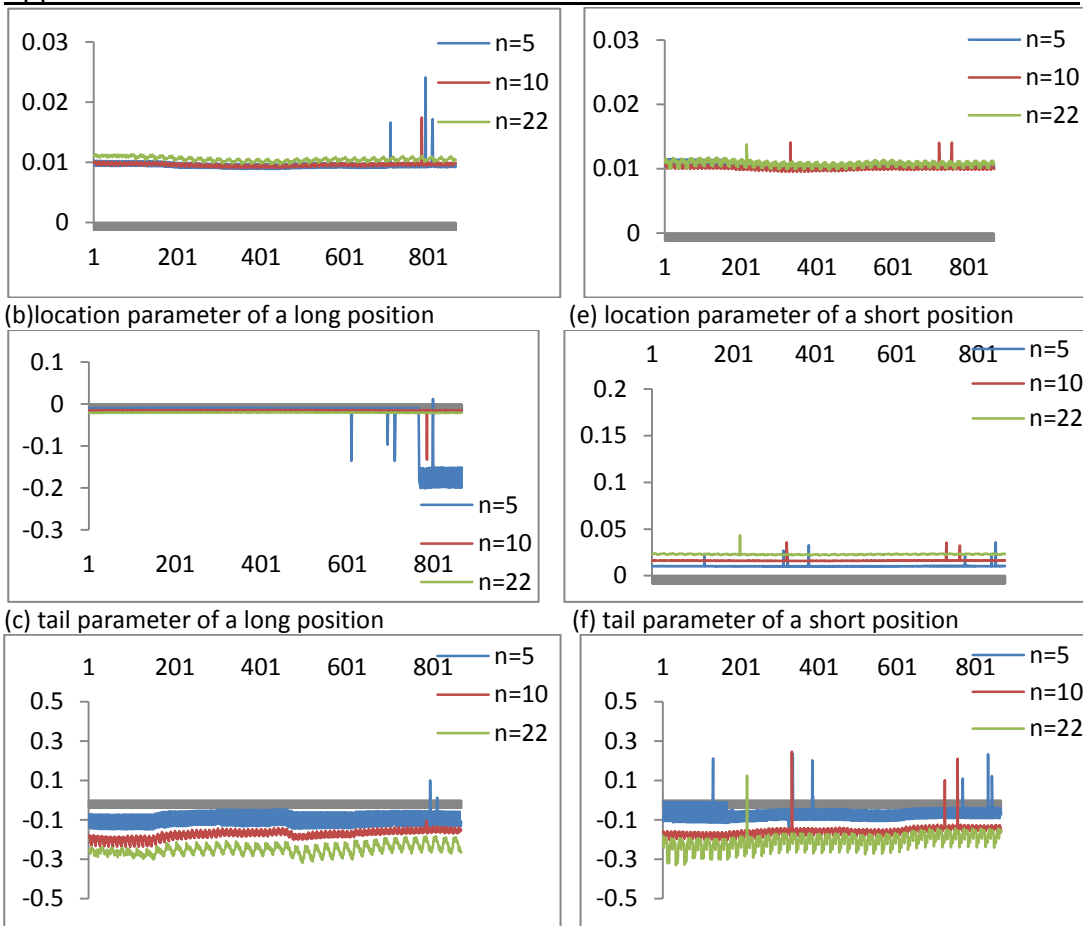 0.03
0.02
0.01
0
1 201 401 601 801
n=5
n=10
n=22
0.03
0.02
0.01
0
1 201 401 601 801
n=5
n=10
n=22
(b)location parameter of a long position
(e) location parameter of a short position
0.1
0
-0.1
-0.2
-0.3
1 201 401 601 801
n=5
n=10
n=22
1 201 401 601 801
0.2
0.15
0.1
0.05
0
n=5
n=10
n=22
(c) tail parameter of a long position
(f) tail parameter of a short position
1 201 401 601 801
0.5
0.3
0.1
-0.1
-0.3
-0.5
n=5
n=10
n=22
1 201 401 601 801
0.5
0.3
0.1
-0.1
-0.3
-0.5
n=5
n=10
n=22